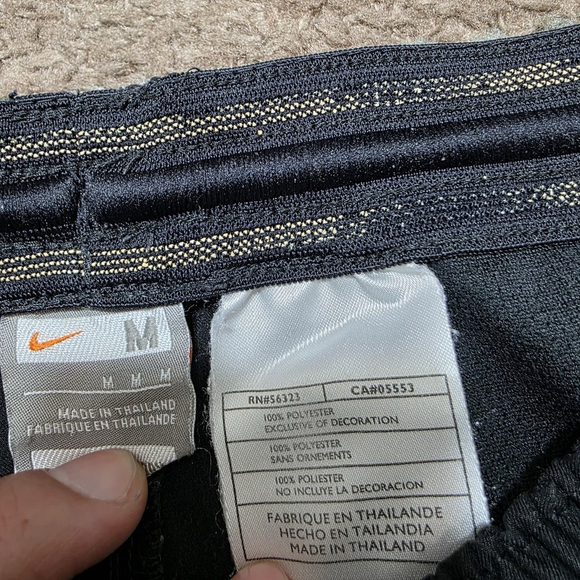 M
M M M
MADE IN THAILAND
FABRIQUE EN THAÏLANDE
RN#56323 CA#05553
100% POLYESTER
EXCLUSIVE OF DECORATION
100% POLYESTER
SANS ORNEMENTS
100% POLIESTER
NO INCLUYE LA DECORACION
FABRIQUE EN THAILANDE
HECHO EN TAILANDIA
MADE IN THAILAND